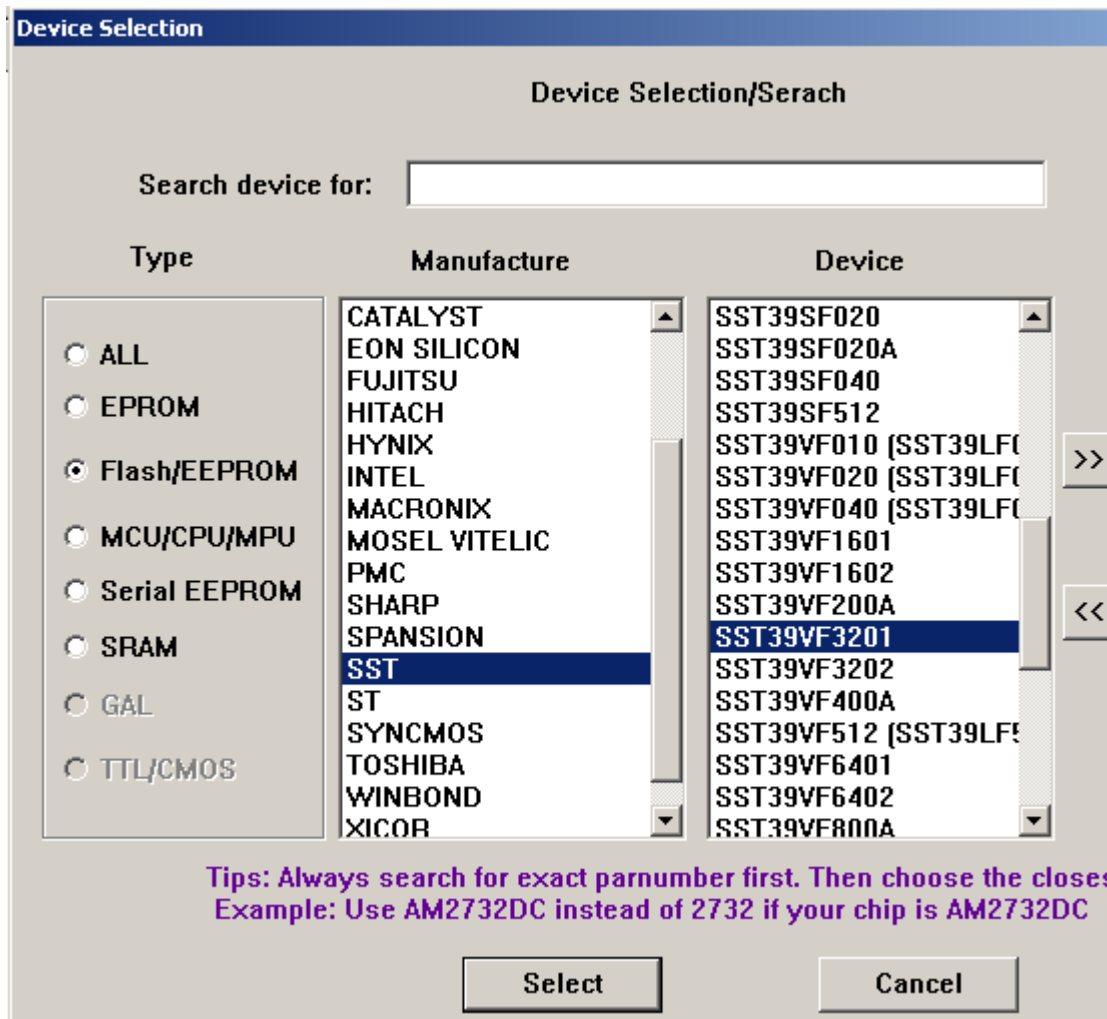 Device Selection
Device Selection/Serach
Search device for:
Type
Manufacture
Device
ALL
EPROM
Flash/EEPROM
MCU/CPU/MPU
Serial EEPROM
SRAM
GAL
TTL/CMOS
CATALYST
EON SILICON
FUJITSU
HITACH
HYNIX
INTEL
MACRONIX
MOSEL VITELIC
PMC
SHARP
SPANSION
SST
ST
SYNCMOS
TOSHIBA
WINBOND
XICOR
SST39SF020
SST39SF020A
SST39SF040
SST39SF512
SST39VF010 (SST39LF0
SST39VF020 (SST39LF0
SST39VF040 (SST39LF0
SST39VF1601
SST39VF1602
SST39VF200A
SST39VF3201
SST39VF3202
SST39VF400A
SST39VF512 (SST39LF5
SST39VF6401
SST39VF6402
SST39VF800A
>>
<<
Tips: Always search for exact parnumber first. Then choose the closes
Example: Use AM2732DC instead of 2732 if your chip is AM2732DC
Select
Cancel